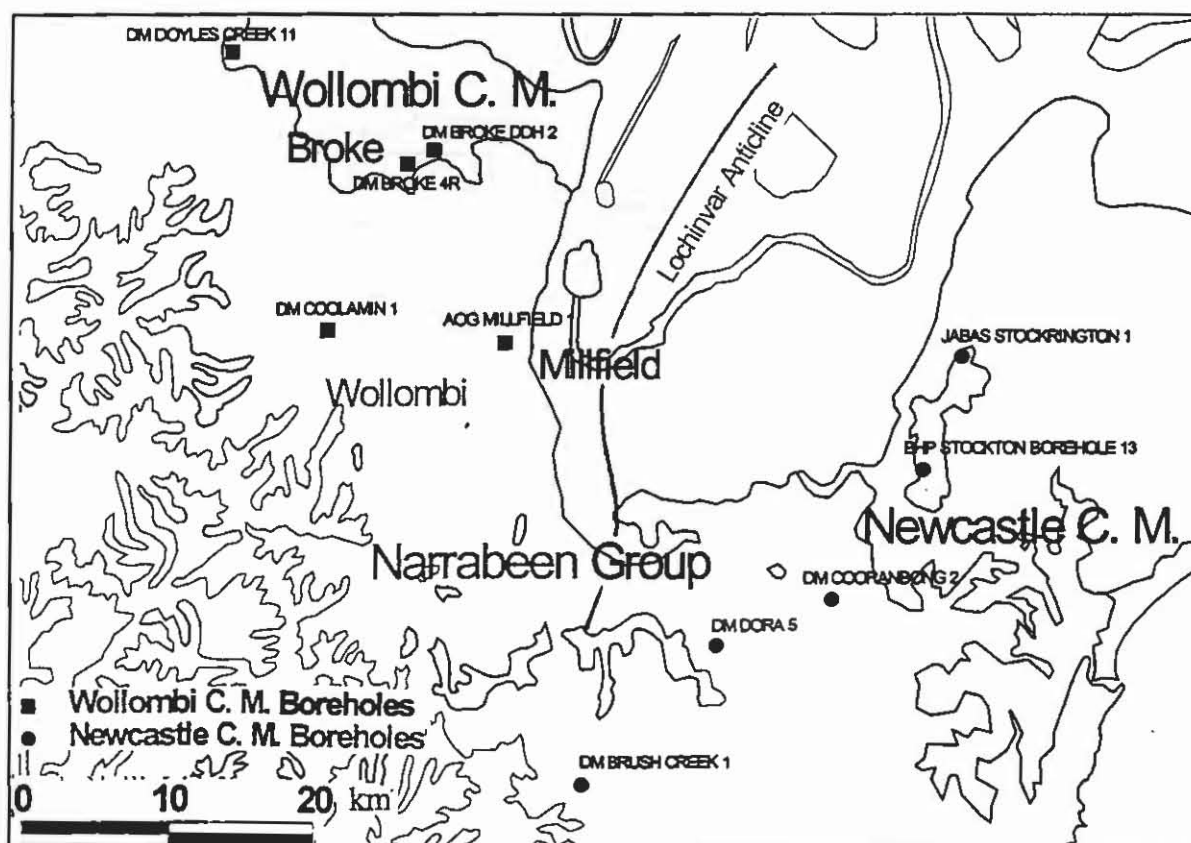 DM DOYLES CREEK 11
Wollombi C. M.
DM BROKE DDH 2
Broke
DM BROKE 4R
Lochinvar Anticline
DM COOLAMIN 1
AOG MILLFIELD 1
Millfield
JABAS STOCKRINGTON 1
Wollombi
BHP STOCKTON BOREHOLE 13
Newcastle C. M.
Narrabeen Group
DM COORANBONG 2
DM DORA 5
Wollombi C. M. Boreholes
Newcastle C. M. Boreholes
DM BRUSH CREEK 1
0 10 20 km